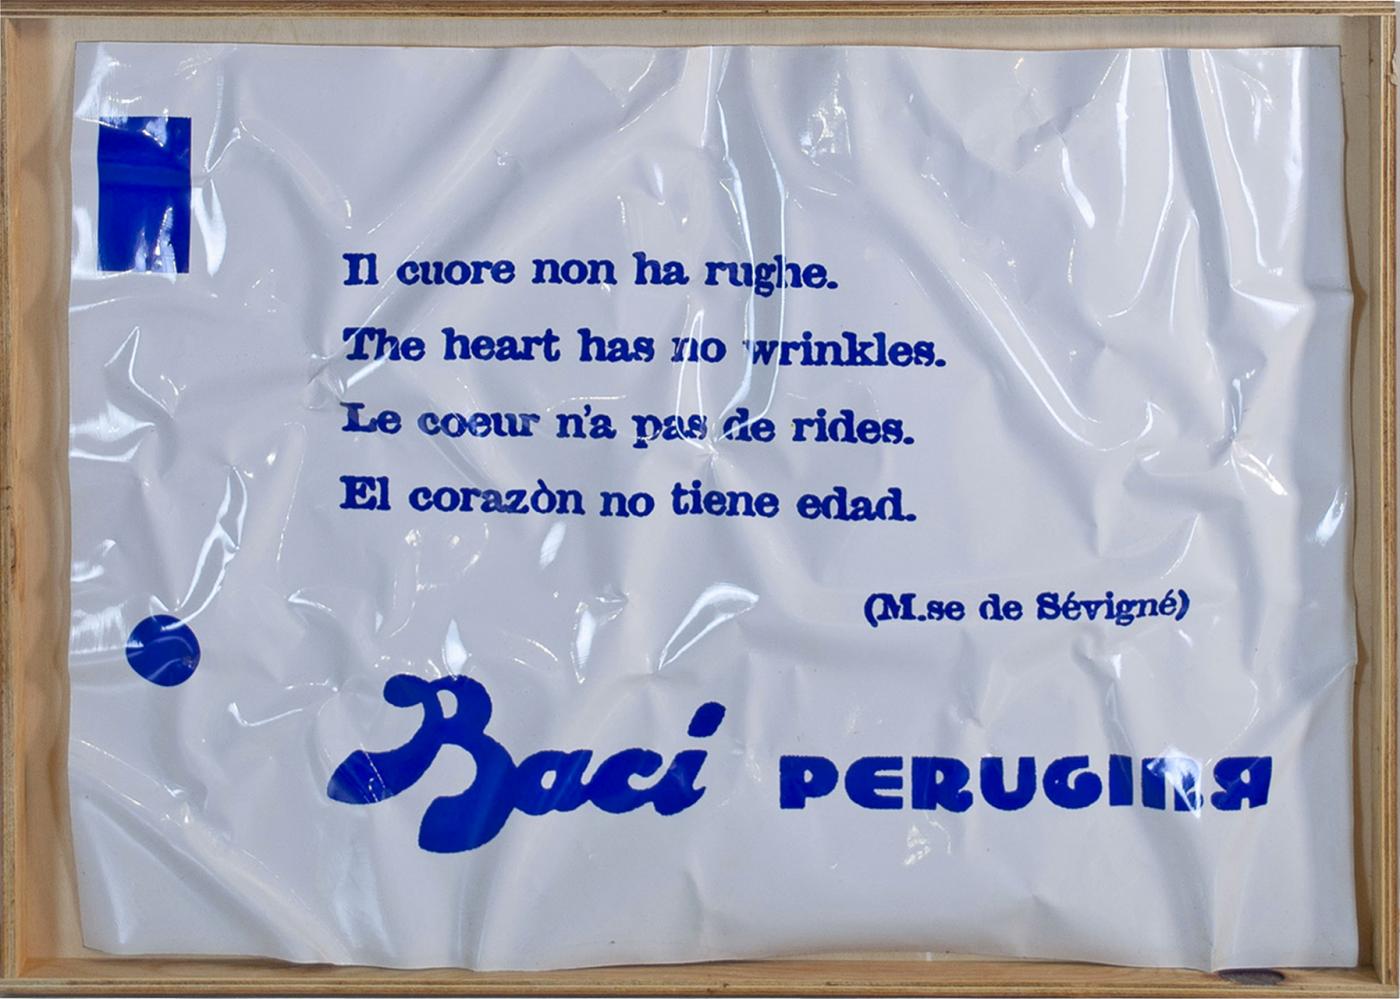 Il cuore non ha rughe.
The heart has no wrinkles.
Le coeur n'a pas de rides.
El corazòn no tiene edad.
(M.se de Sévigné)
Baci PERUGINA